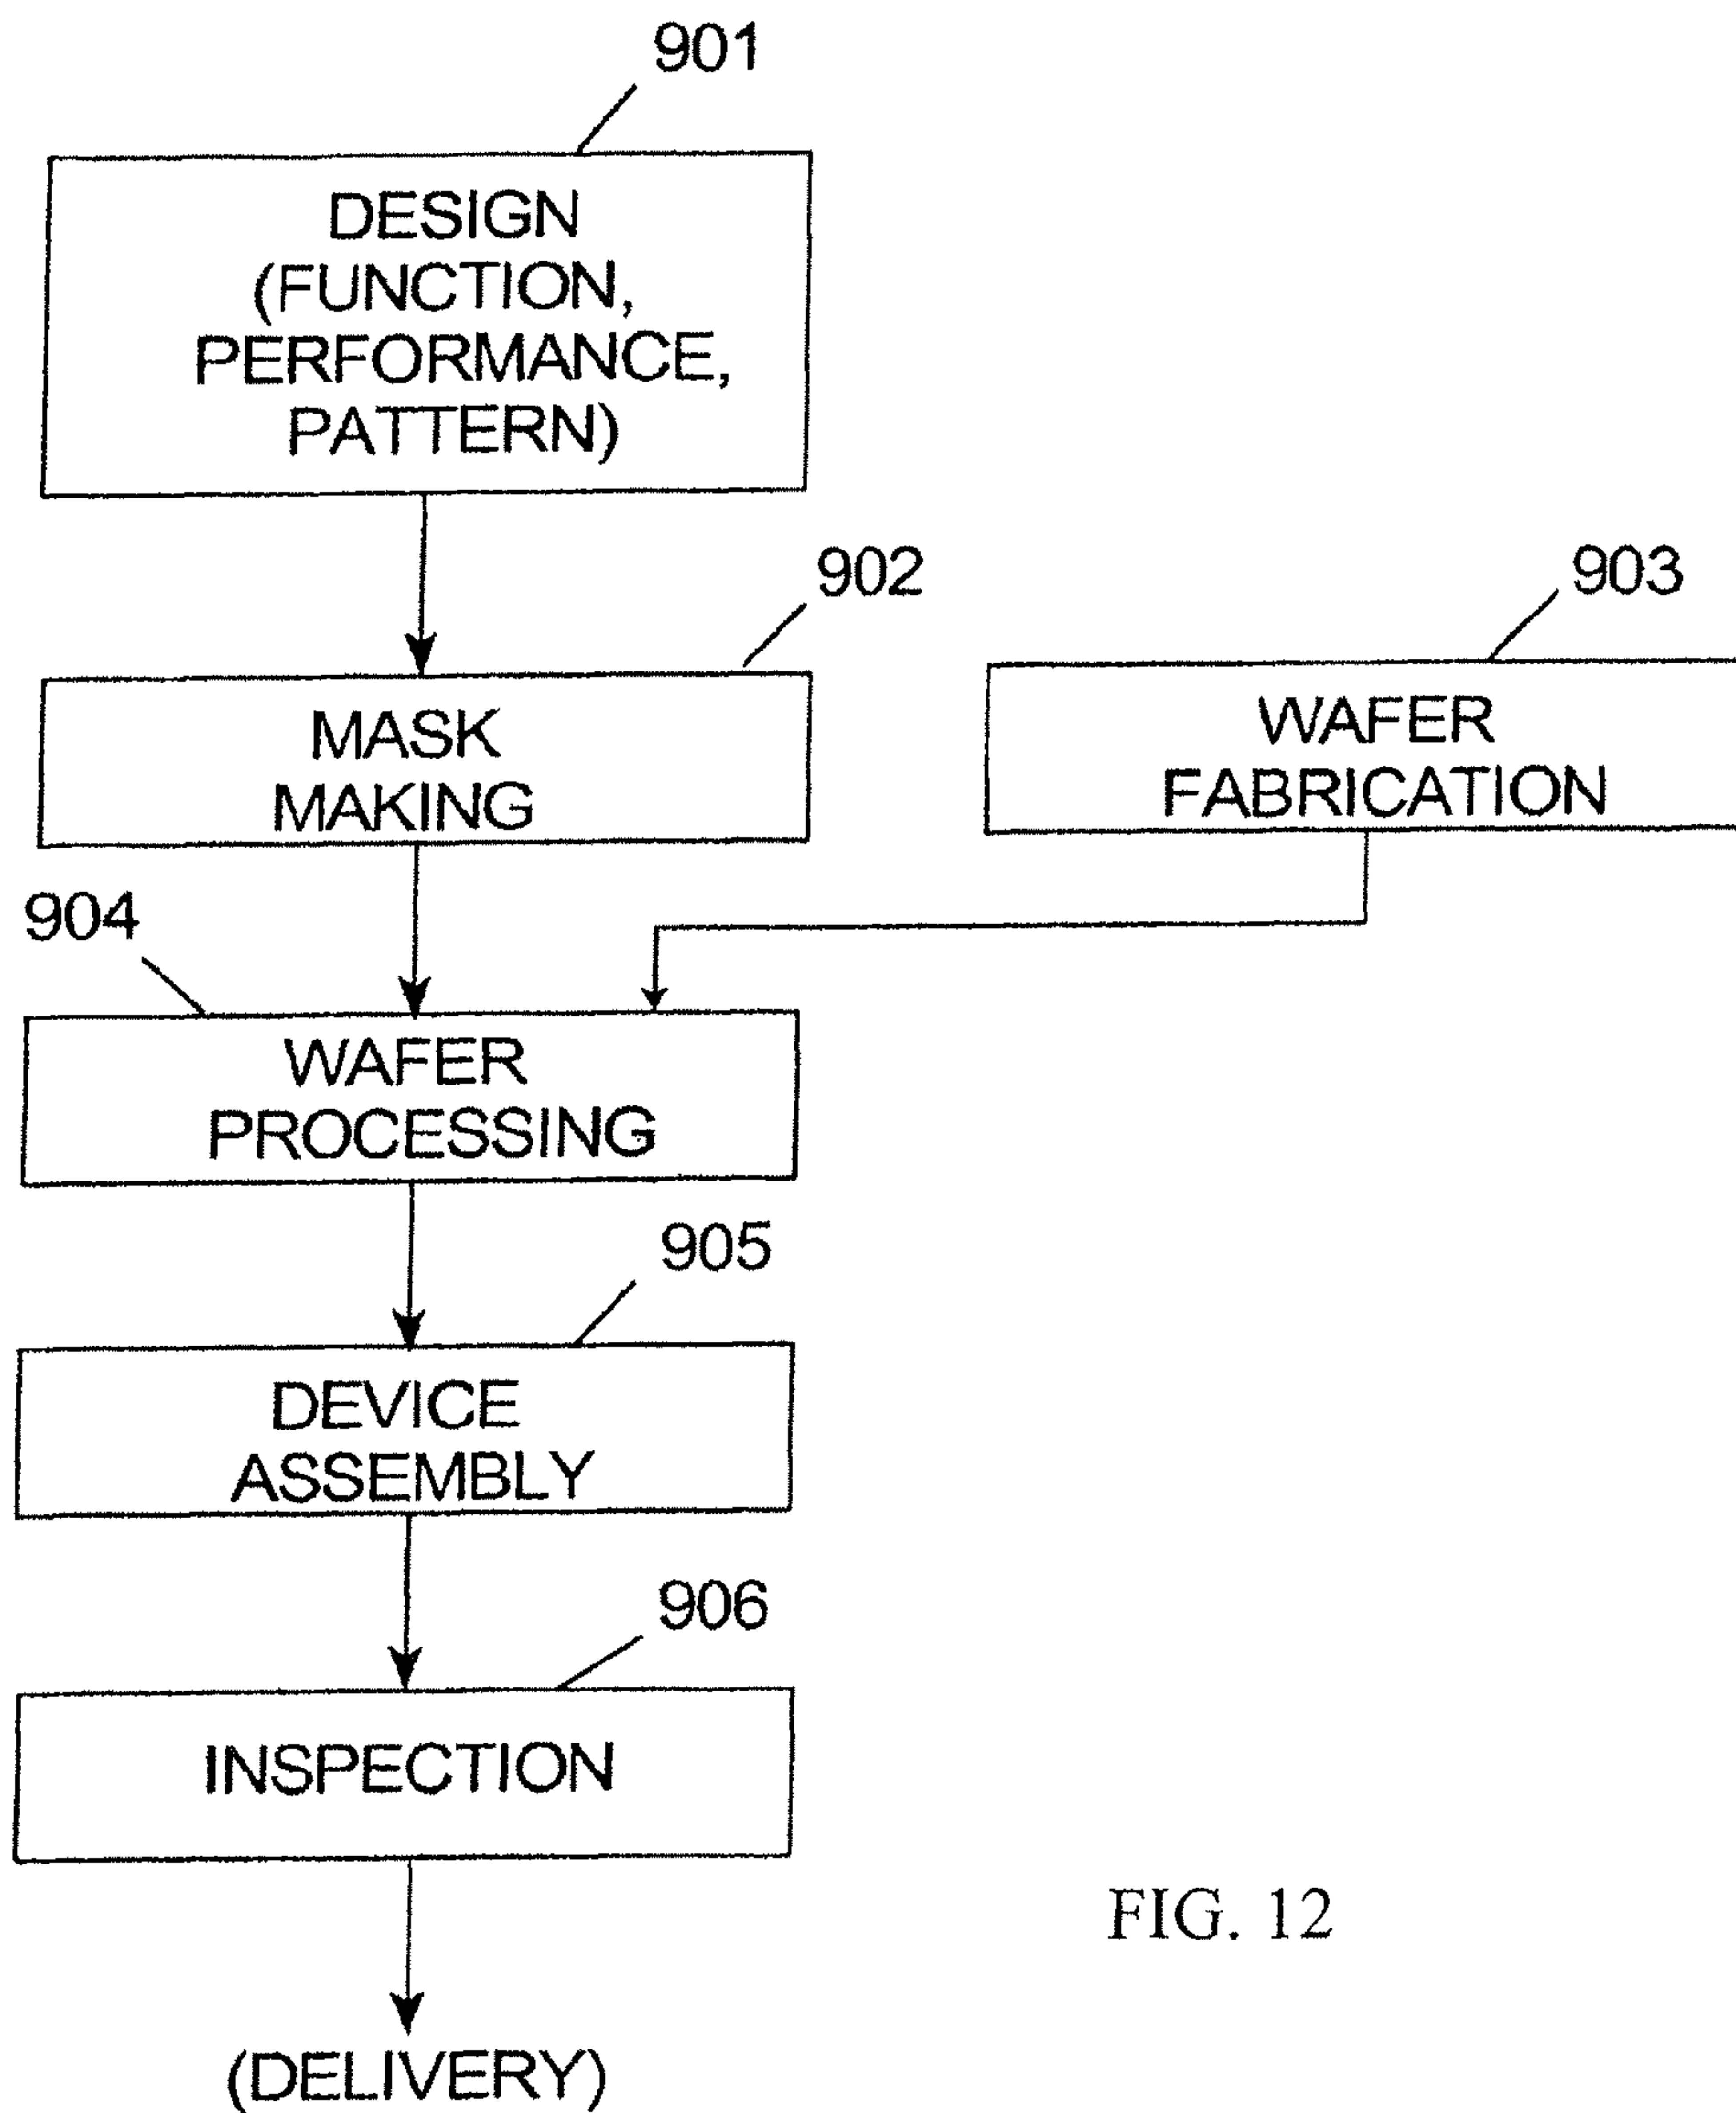 901
DESIGN
(FUNCTION,
PERFORMANCE,
PATTERN)
902
903
MASK
MAKING
WAFER
FABRICATION
904
WAFER
PROCESSING
905
DEVICE
ASSEMBLY
906
INSPECTION
FIG. 12
(DELIVERY)